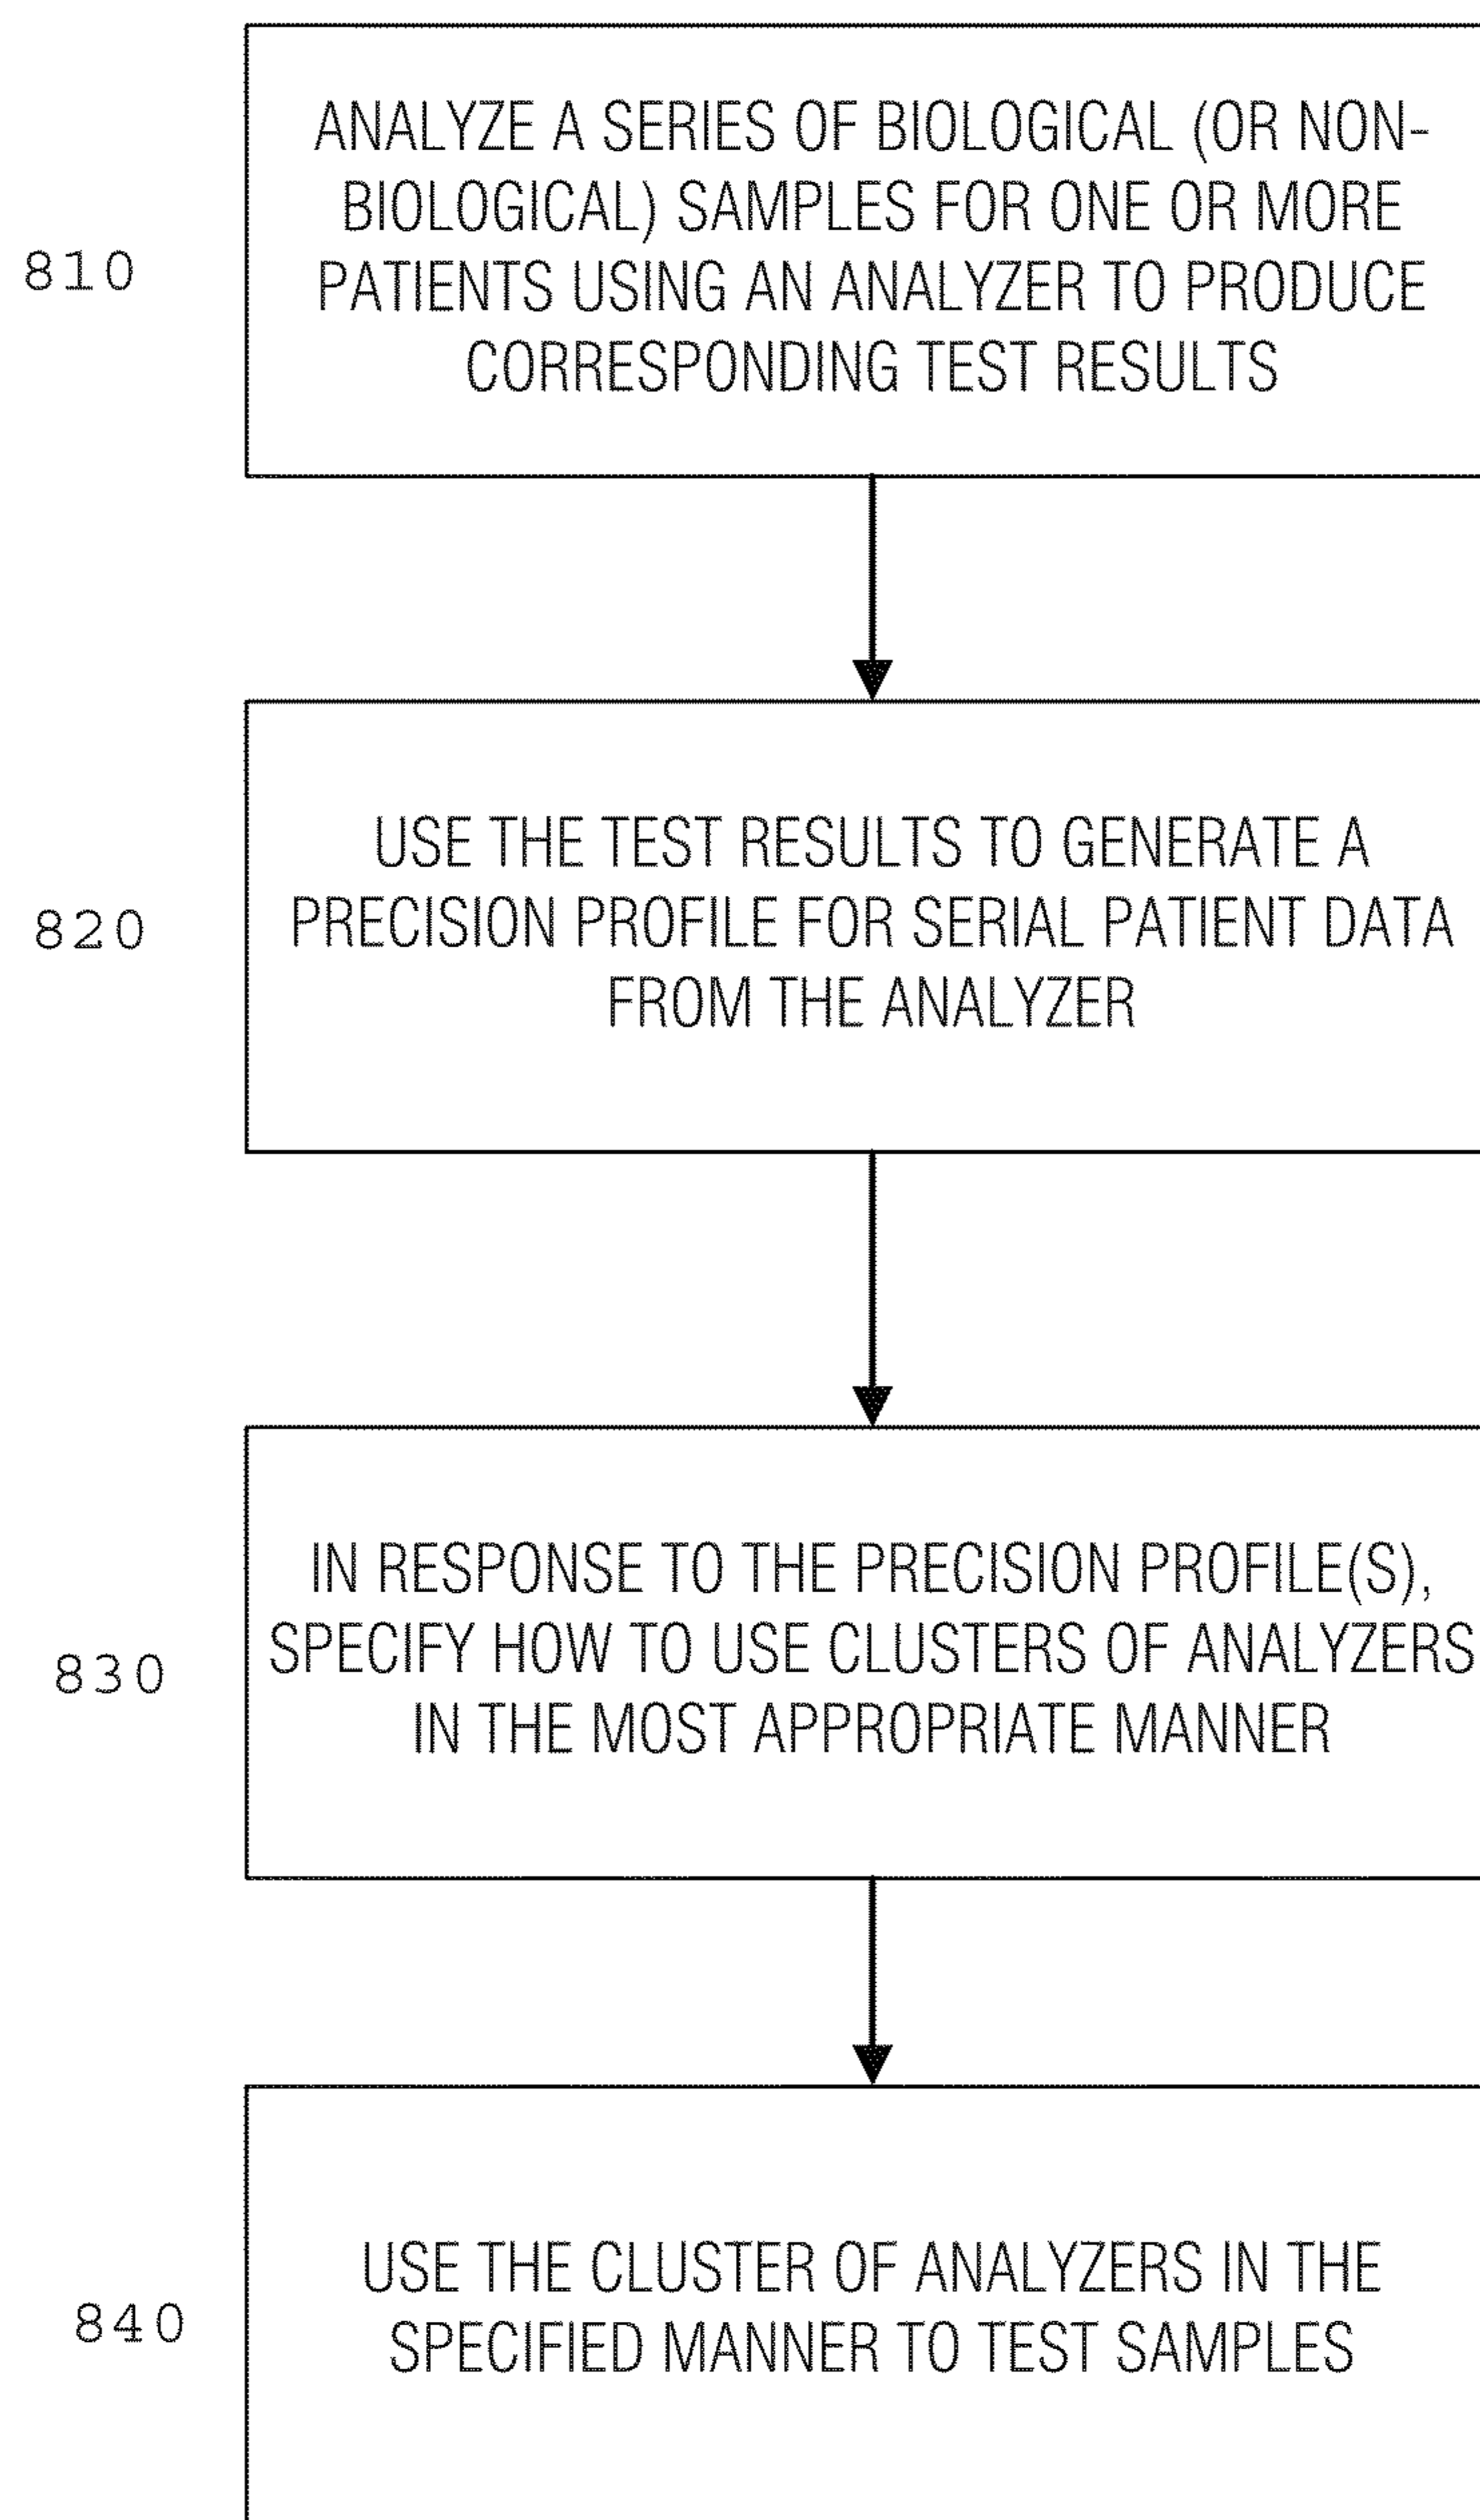 810
ANALYZE A SERIES OF BIOLOGICAL (OR NON-
BIOLOGICAL) SAMPLES FOR ONE OR MORE
PATIENTS USING AN ANALYZER TO PRODUCE
CORRESPONDING TEST RESULTS
820
USE THE TEST RESULTS TO GENERATE A
PRECISION PROFILE FOR SERIAL PATIENT DATA
FROM THE ANALYZER
830
IN RESPONSE TO THE PRECISION PROFILE(S),
SPECIFY HOW TO USE CLUSTERS OF ANALYZERS
IN THE MOST APPROPRIATE MANNER
840
USE THE CLUSTER OF ANALYZERS IN THE
SPECIFIED MANNER TO TEST SAMPLES